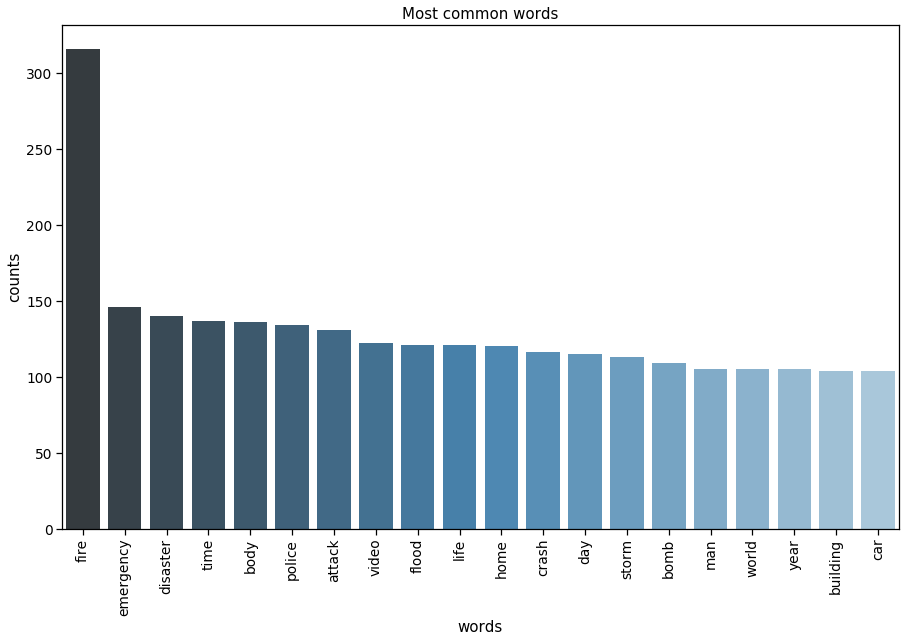 Most common words
300
250
200
150
100
50
0
counts
fire
emergency
disaster
time
body
police
attack
video
flood
life
home
crash
day
storm
bomb
man
world
year
building
car
words